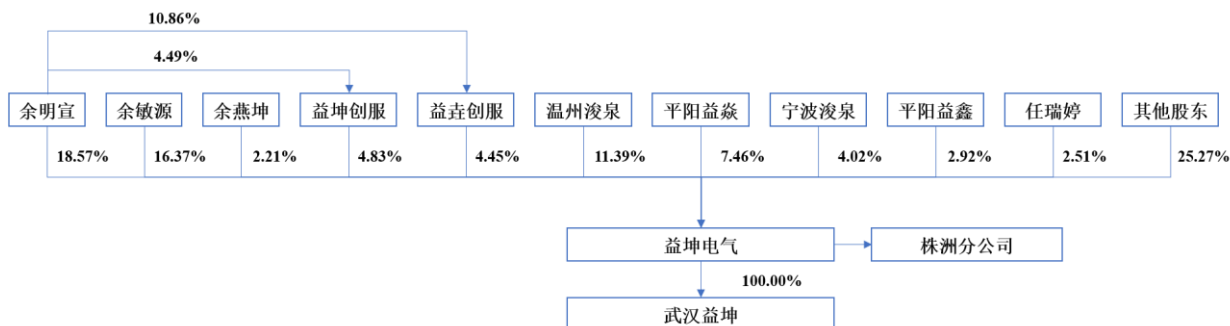 10.86%
4.49%
余明宣 余敏源 余燕坤 益坤创服 益垚创服 温州浚泉 平阳益焱 宁波浚泉 平阳益鑫 任瑞婷 其他股东
18.57% 16.37% 2.21% 4.83% 4.45% 11.39% 7.46% 4.02% 2.92% 2.51% 25.27%
益坤电气 株洲分公司
100.00%
武汉益坤